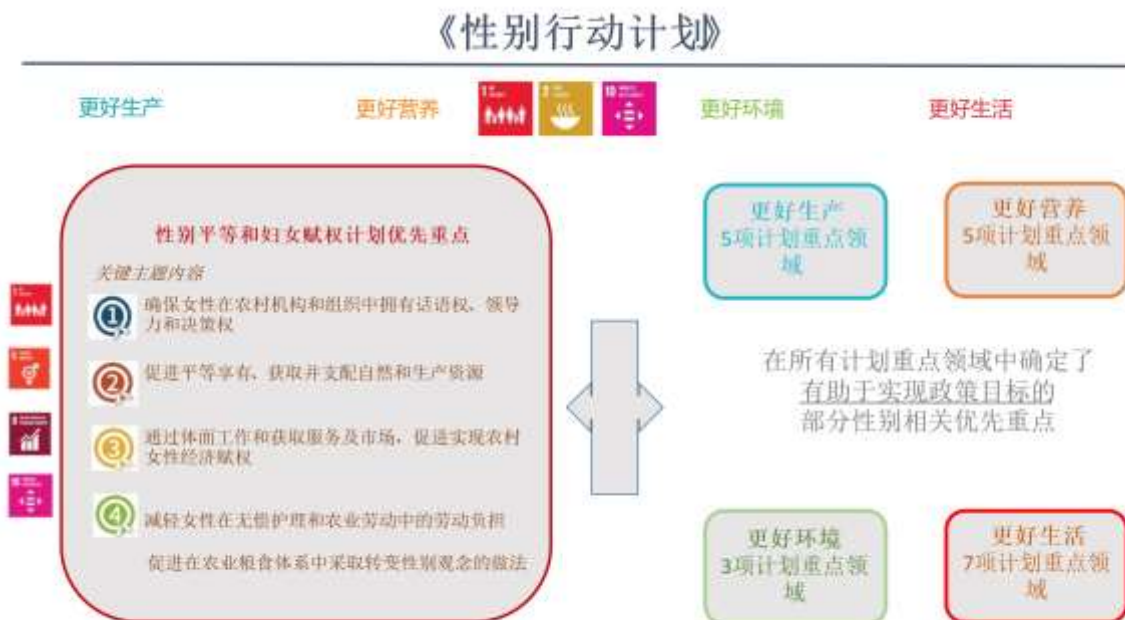 《性别行动计划》
更好生产
更好营养
1
2
10
更好环境
更好生活
性别平等和妇女赋权计划优先重点
关键主题内容
1
确保女性在农村机构和组织中拥有话语权、领导
力和决策权
2
促进平等享有、获取并支配自然和生产资源
3
通过体面工作和获取服务及市场，促进实现农村
女性经济赋权
4
减轻女性在无偿护理和农业劳动中的劳动负担
促进在农业粮食体系中采取转变性别观念的做法
更好生产
5项计划重点领
域
更好营养
5项计划重点领
域
在所有计划重点领域中确定了
有助于实现政策目标的
部分性别相关优先重点
更好环境
3项计划重点领
域
更好生活
7项计划重点领
域